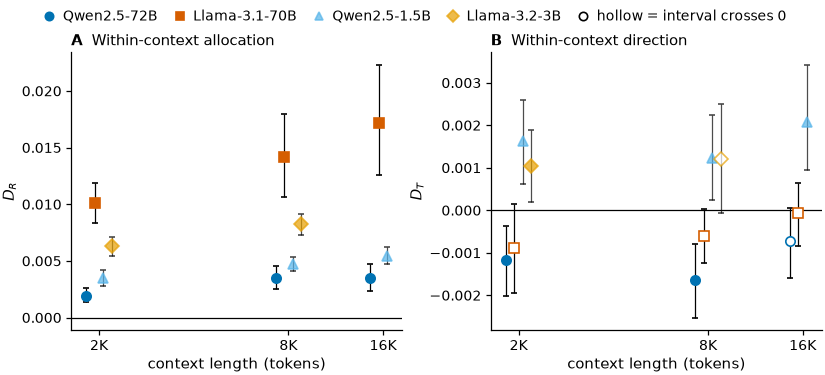 Qwen2.5-72B Llama-3.1-70B Qwen2.5-1.5B Llama-3.2-3B hollow = interval crosses 0
A Within-context allocation
0.020
0.015
0.010
0.005
0.000
D_R
2K 8K 16K
context length (tokens)
B Within-context direction
0.003
0.002
0.001
0.000
−0.001
−0.002
D_T
2K 8K 16K
context length (tokens)